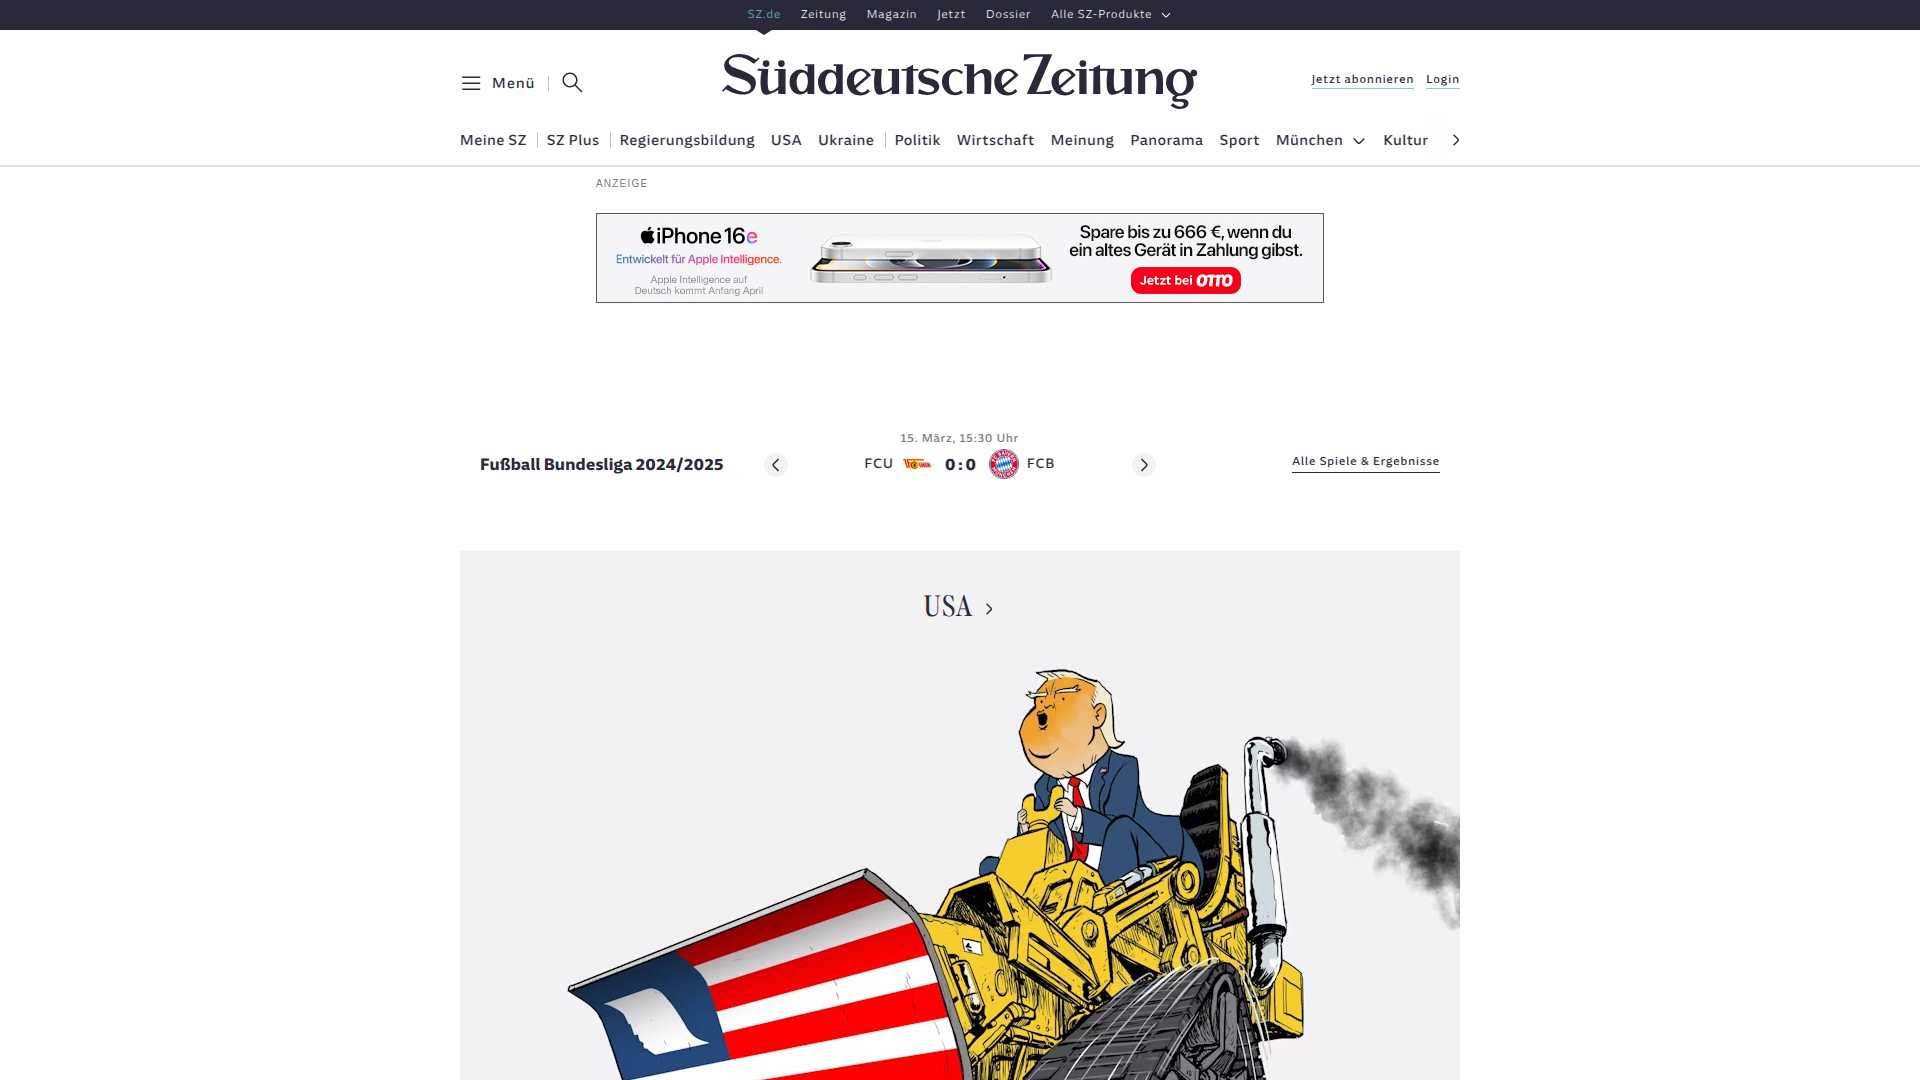 SZ.de Zeitung Magazin Jetzt Dossier Alle SZ-Produkte
Menü
Süddeutsche Zeitung
Jetzt abonnieren Login
Meine SZ SZ Plus Regierungsbildung USA Ukraine Politik Wirtschaft Meinung Panorama Sport München Kultur
ANZEIGE
iPhone 16e
Entwickelt für Apple Intelligence.
Apple Intelligence auf
Deutsch kommt Anfang April
Spare bis zu 666 €, wenn du
ein altes Gerät in Zahlung gibst.
Jetzt bei OTTO
15. März, 15:30 Uhr
Fußball Bundesliga 2024/2025
FCU 0:0 FCB
Alle Spiele & Ergebnisse
USA